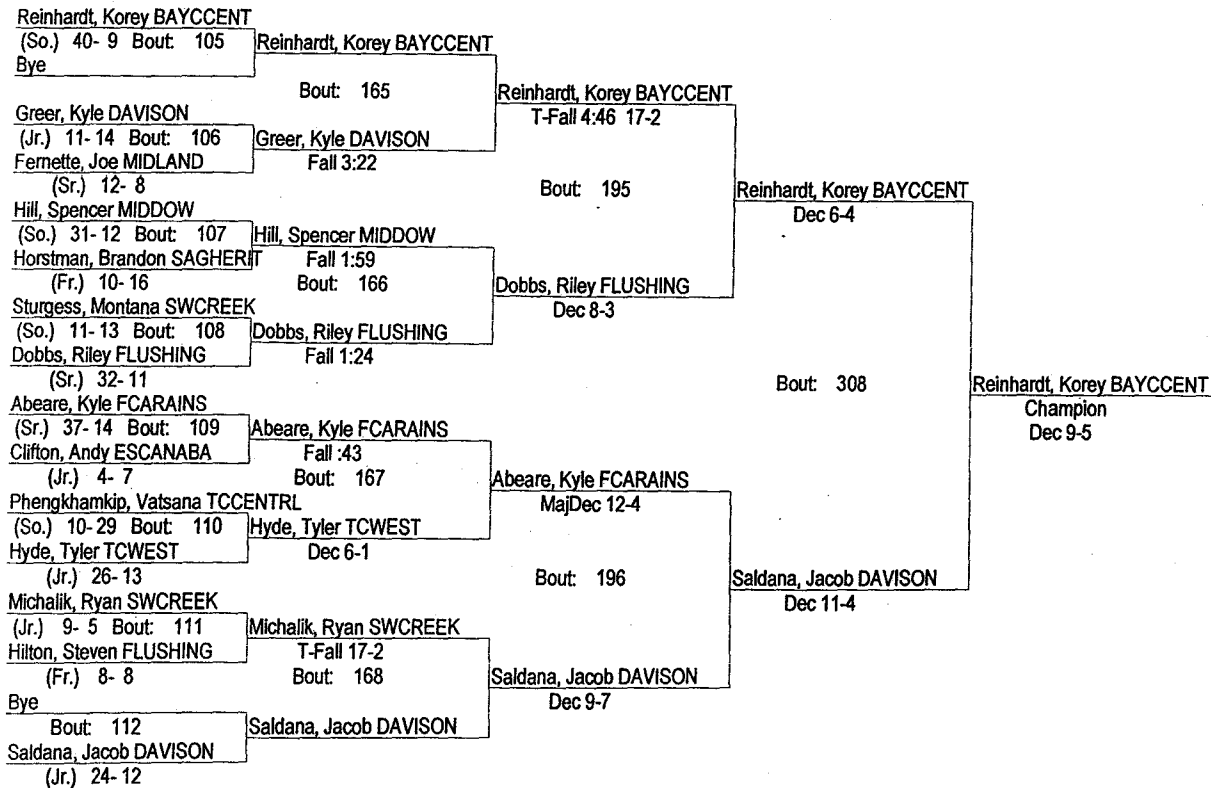 Reinhardt, Korey BAYCCENT
(So.) 40- 9 Bout: 105
Bye
Reinhardt, Korey BAYCCENT
Bout: 165
Greer, Kyle DAVISON
(Jr.) 11- 14 Bout: 106
Fernette, Joe MIDLAND
(Sr.) 12- 8
Greer, Kyle DAVISON
Fall 3:22
Reinhardt, Korey BAYCCENT
T-Fall 4:46 17-2
Bout: 195
Hill, Spencer MIDDOW
(So.) 31- 12 Bout: 107
Horstman, Brandon SAGHERIT
(Fr.) 10- 16
Hill, Spencer MIDDOW
Fall 1:59
Bout: 166
Sturgess, Montana SWCREEK
(So.) 11- 13 Bout: 108
Dobbs, Riley FLUSHING
(Sr.) 32- 11
Dobbs, Riley FLUSHING
Fall 1:24
Dobbs, Riley FLUSHING
Dec 8-3
Reinhardt, Korey BAYCCENT
Dec 6-4
Bout: 308
Reinhardt, Korey BAYCCENT
Champion
Dec 9-5
Abeare, Kyle FCARAINS
(Sr.) 37- 14 Bout: 109
Clifton, Andy ESCANABA
(Jr.) 4- 7
Abeare, Kyle FCARAINS
Fall :43
Bout: 167
Phengkhamkip, Vatsana TCCENTRL
(So.) 10- 29 Bout: 110
Hyde, Tyler TCWEST
(Jr.) 26- 13
Hyde, Tyler TCWEST
Dec 6-1
Abeare, Kyle FCARAINS
MajDec 12-4
Bout: 196
Michalik, Ryan SWCREEK
(Jr.) 9- 5 Bout: 111
Hilton, Steven FLUSHING
(Fr.) 8- 8
Michalik, Ryan SWCREEK
T-Fall 17-2
Bout: 168
Bye
Bout: 112
Saldana, Jacob DAVISON
(Jr.) 24- 12
Saldana, Jacob DAVISON
Saldana, Jacob DAVISON
Dec 9-7
Saldana, Jacob DAVISON
Dec 11-4